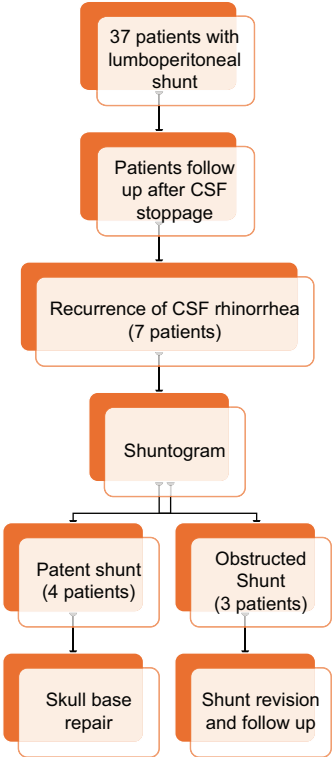 37 patients with
lumboperitoneal
shunt
Patients follow
up after CSF
stoppage
Recurrence of CSF rhinorrhea
(7 patients)
Shuntogram
Patent shunt
(4 patients)
Obstructed
Shunt
(3 patients)
Skull base
repair
Shunt revision
and follow up